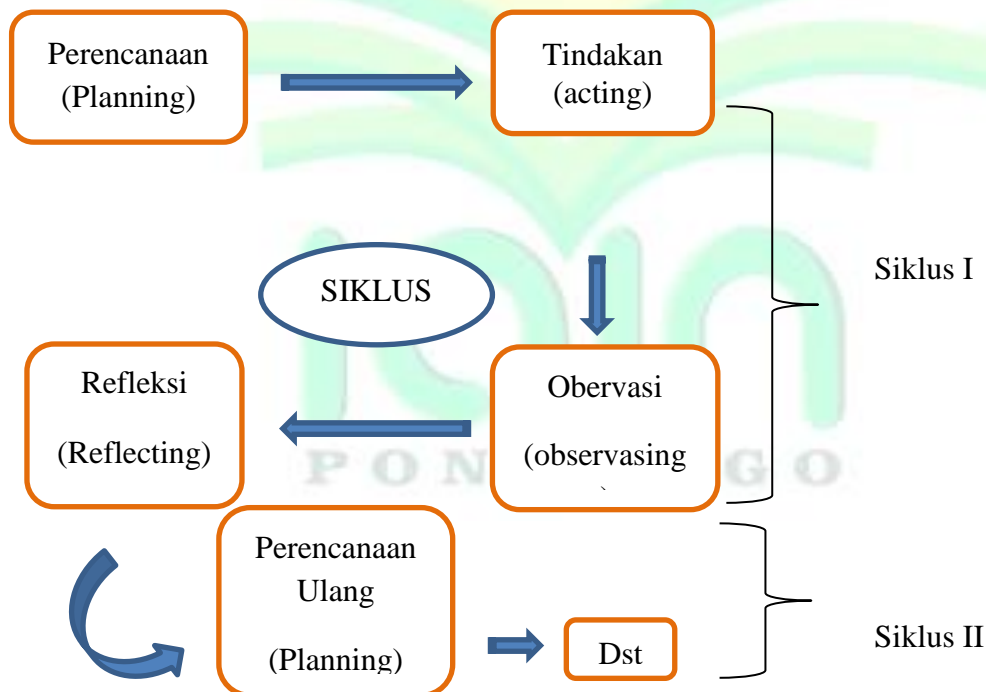 Perencanaan
(Planning)
Tindakan
(acting)
SIKLUS
Siklus I
Refleksi
(Reflecting)
Obervasi
(observasing
Perencanaan
Ulang
(Planning)
Dst
Siklus II